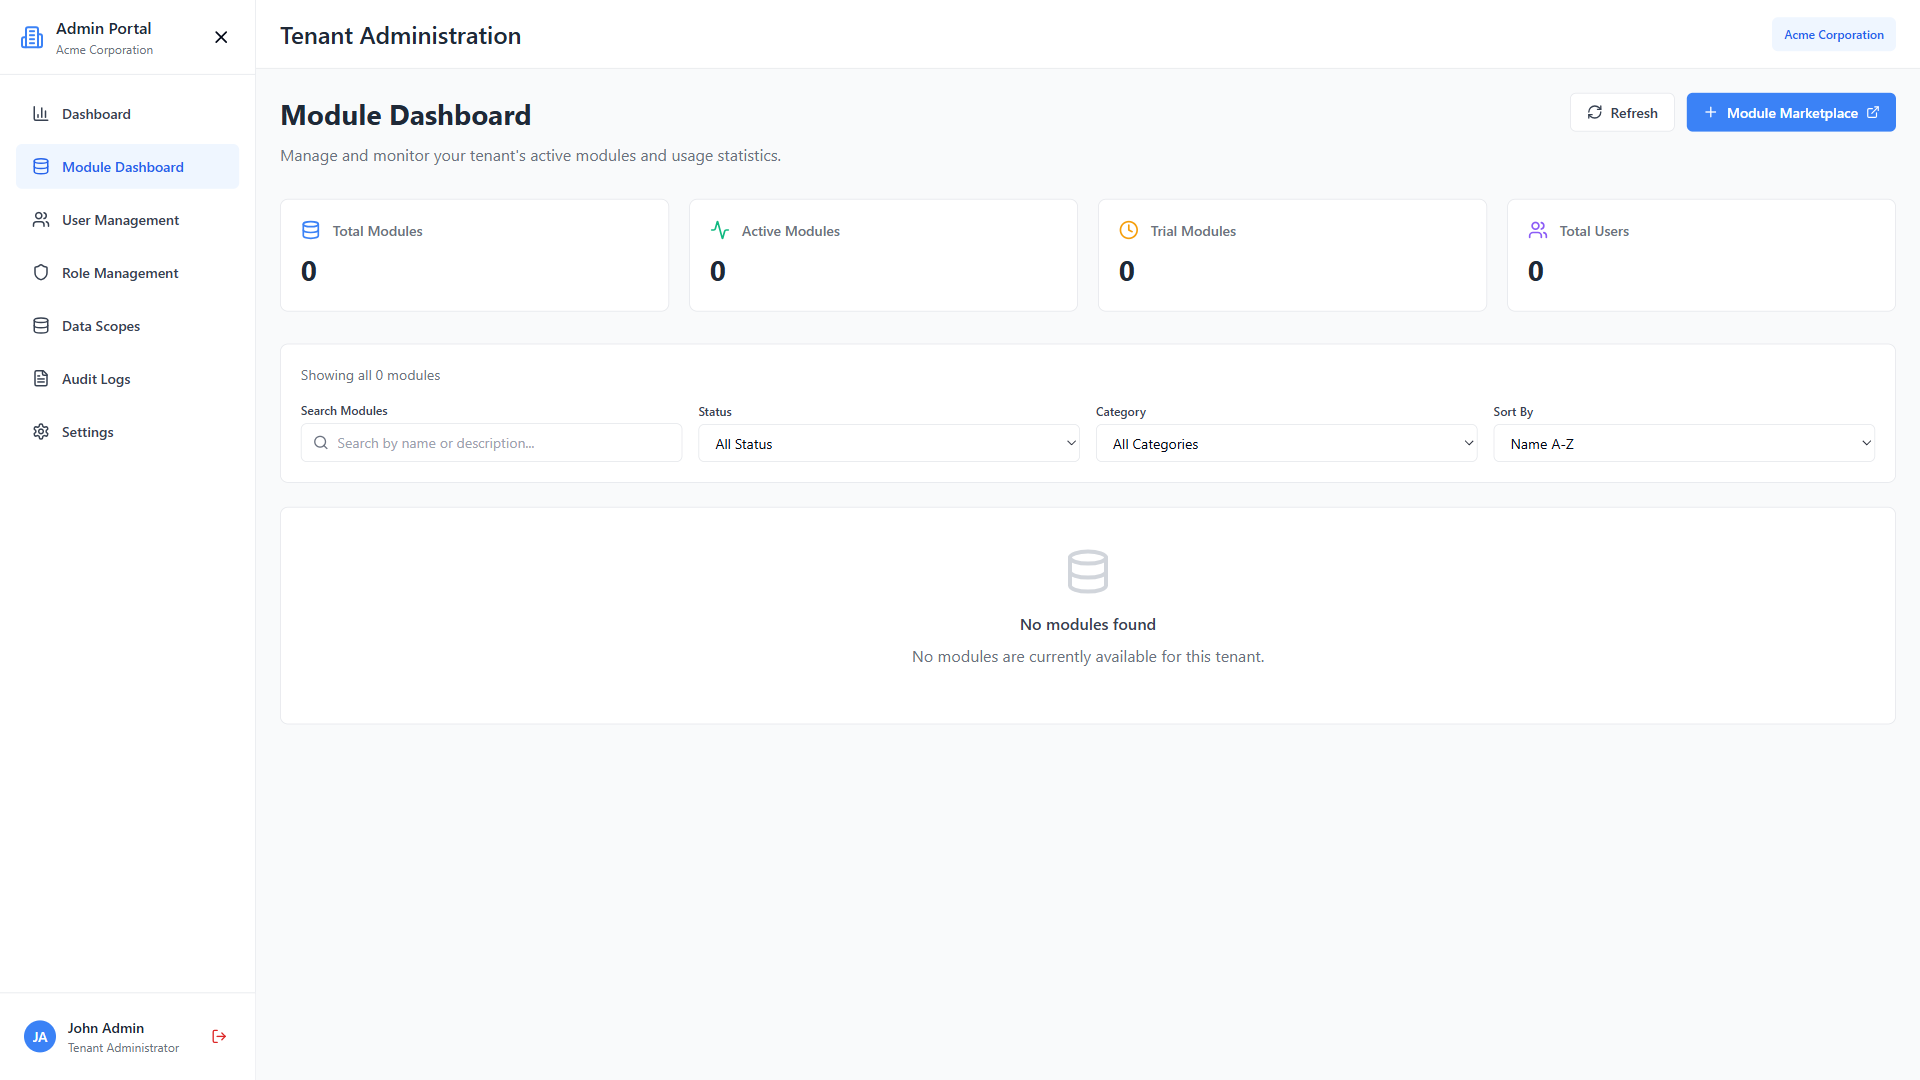 Admin Portal
Acme Corporation
Dashboard
Module Dashboard
User Management
Role Management
Data Scopes
Audit Logs
Settings
JA
John Admin
Tenant Administrator
Tenant Administration
Acme Corporation
Module Dashboard
Manage and monitor your tenant's active modules and usage statistics.
Refresh
Module Marketplace
Total Modules
0
Active Modules
0
Trial Modules
0
Total Users
0
Showing all 0 modules
Search Modules
Search by name or description...
Status
All Status
Category
All Categories
Sort By
Name A-Z
No modules found
No modules are currently available for this tenant.